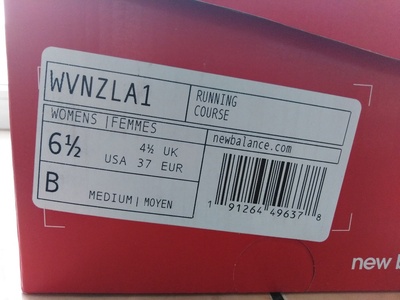 WVNZLA1
RUNNING
COURSE
WOMENS | FEMMES
newbalance.com
6½
4½ UK
USA 37 EUR
B
MEDIUM | MOYEN
1 91264 49637 8
new b